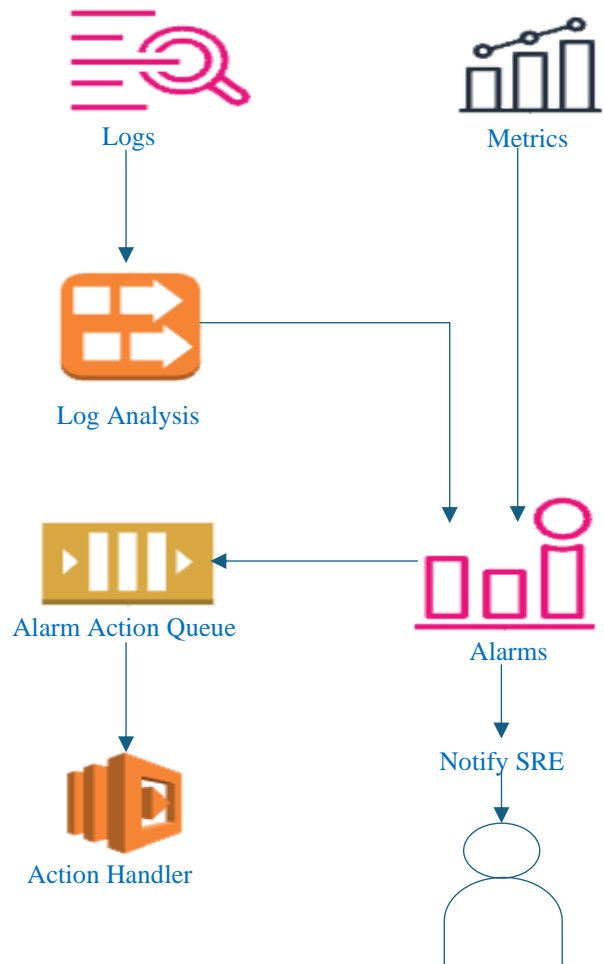 Logs
Metrics
Log Analysis
Alarm Action Queue
Alarms
Notify SRE
Action Handler